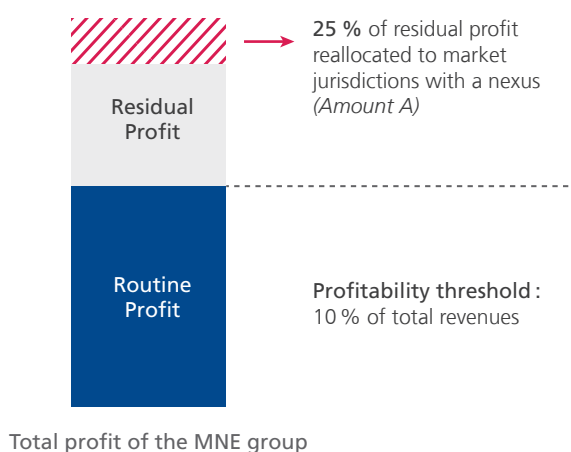 25 % of residual profit
reallocated to market
jurisdictions with a nexus
(Amount A)
Residual
Profit
Routine
Profit
Profitability threshold :
10 % of total revenues
Total profit of the MNE group